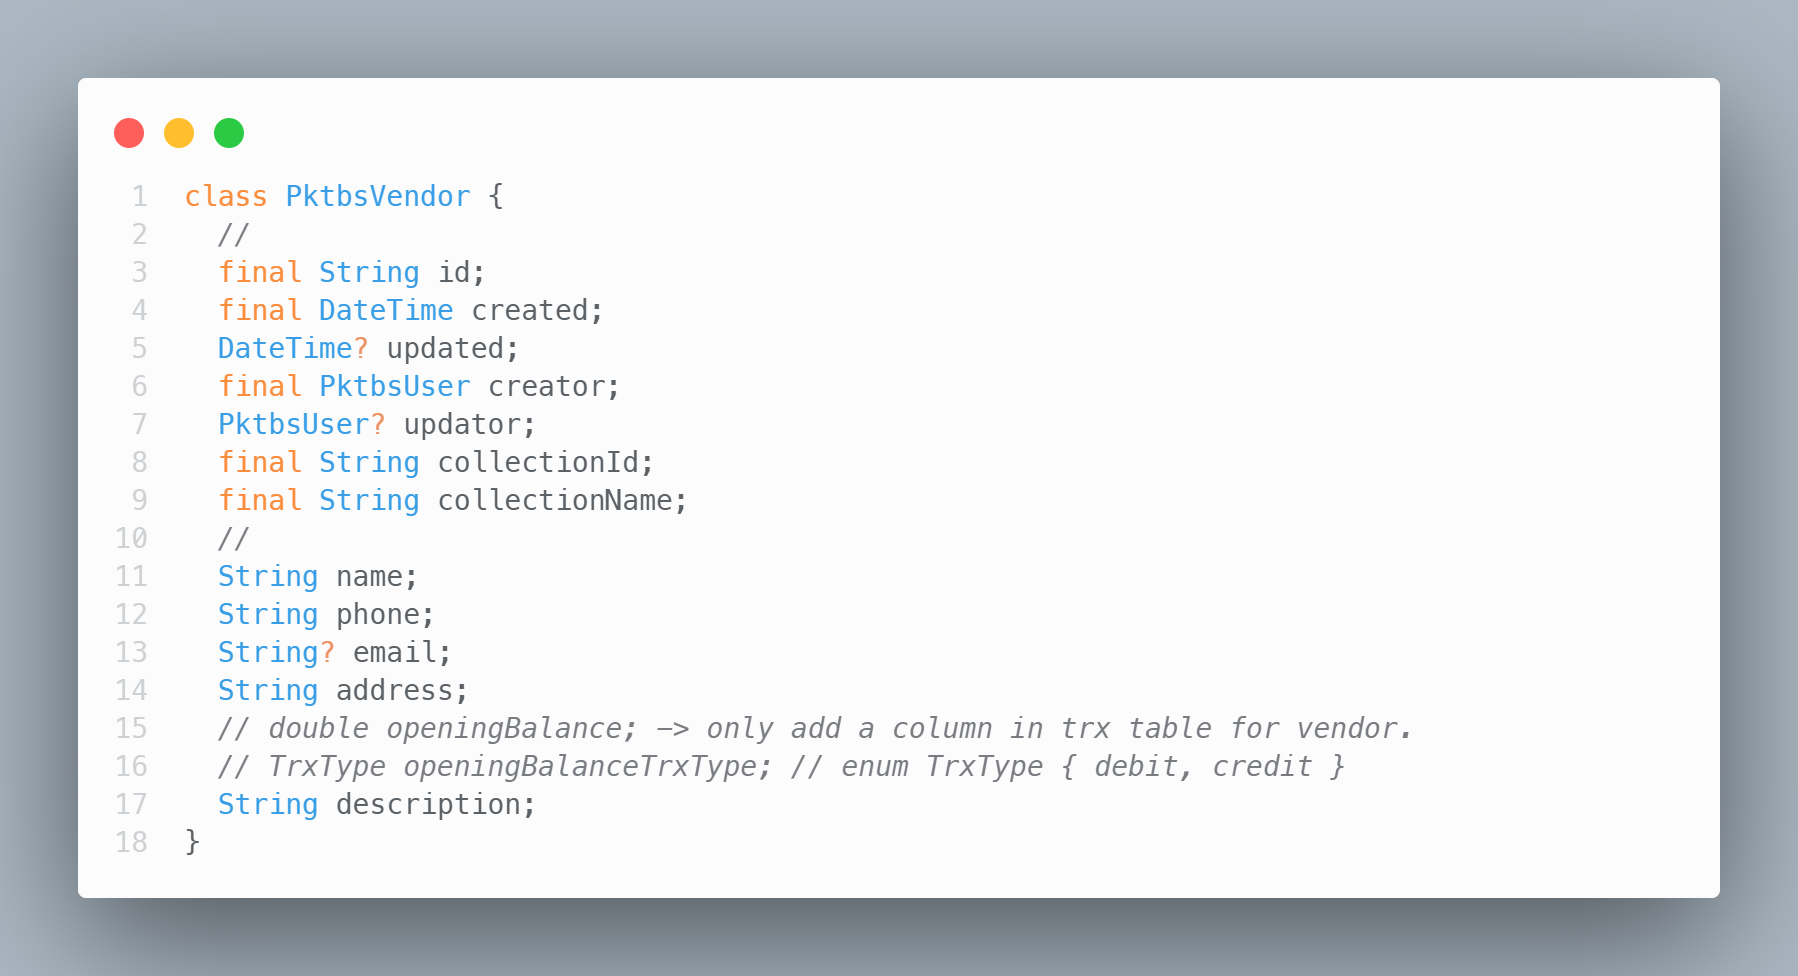 1 class PktbsVendor {
2   //
3   final String id;
4   final DateTime created;
5   DateTime? updated;
6   final PktbsUser creator;
7   PktbsUser? updator;
8   final String collectionId;
9   final String collectionName;
10   //
11   String name;
12   String phone;
13   String? email;
14   String address;
15   // double openingBalance; -> only add a column in trx table for vendor.
16   // TrxType openingBalanceTrxType; // enum TrxType { debit, credit }
17   String description;
18 }